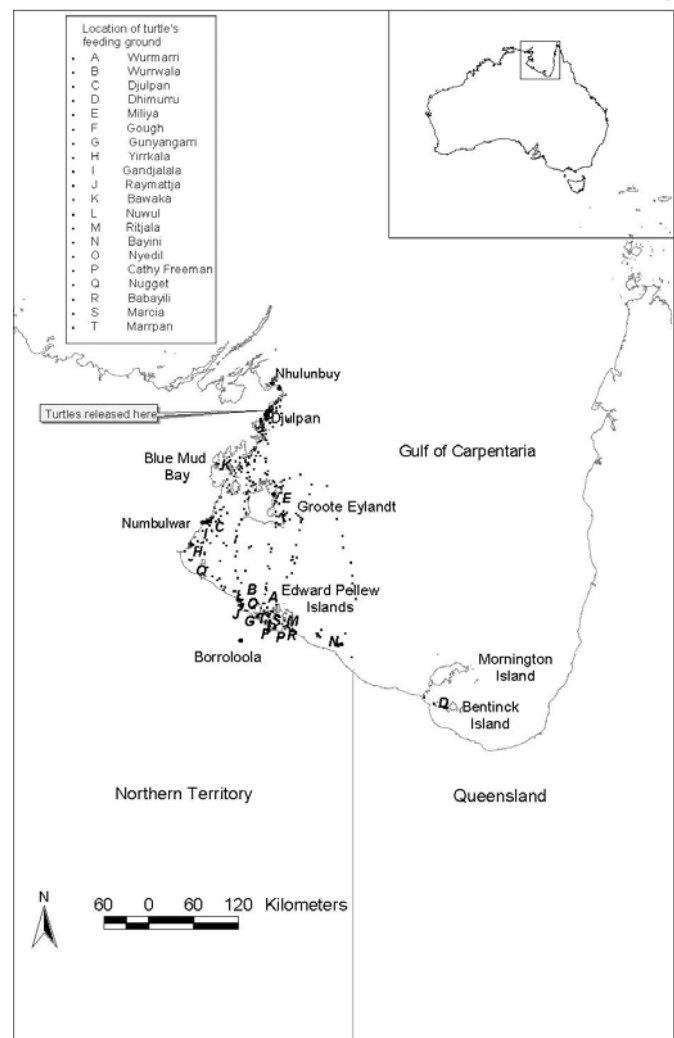 Location of turtle's
feeding ground
A Wurmarri
B Wurrwala
C Djulpan
D Dhimurru
E Miliya
F Gough
G Gunyangarri
H Yirrkala
I Gandjalala
J Raymattja
K Bawaka
L Nuwul
M Ritjala
N Bayini
O Nyedil
P Cathy Freeman
Q Nugget
R Babayili
S Marcia
T Marrpan
Nhulunbuy
Turtles released here
Djulpan
Gulf of Carpentaria
Blue Mud
Bay
K
E
Groote Eylandt
Numbulwar
C
I
H
Q
Edward Pellew
Islands
B
A
L
O
J
G
T
S
M
F
P
R
N
Borroloola
Mornington
Island
D
Bentinck
Island
Northern Territory
Queensland
N
60 0 60 120 Kilometers